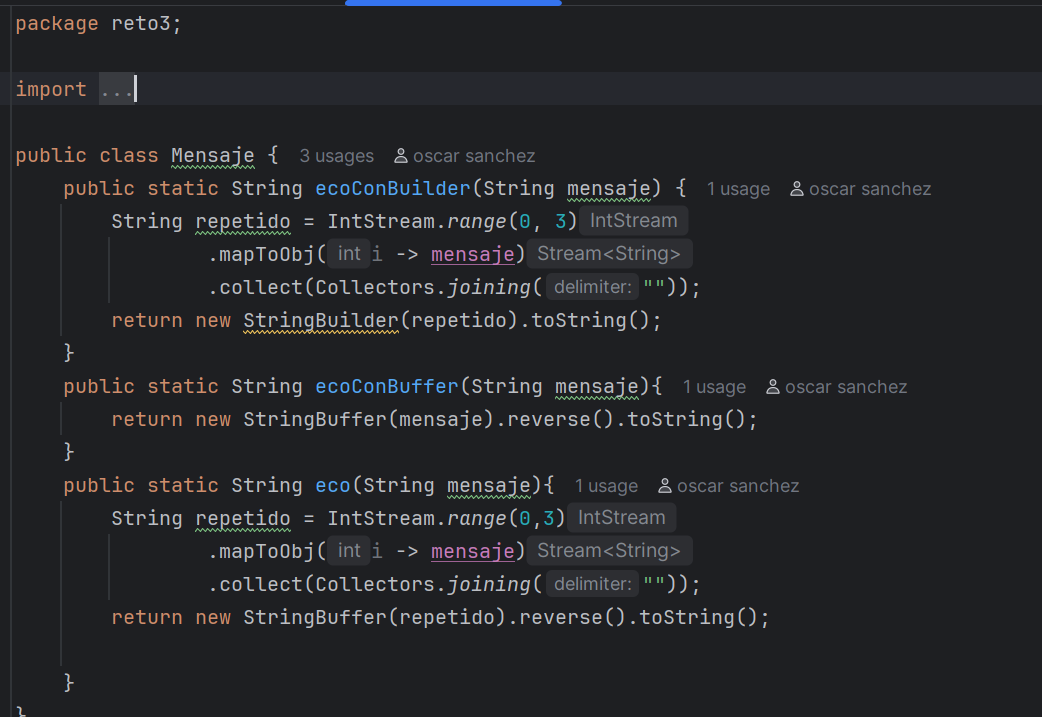 package reto3;
import ...
public class Mensaje { 3 usages oscar sanchez
public static String ecoConBuilder(String mensaje) { 1 usage oscar sanchez
String repetido = IntStream.range(0, 3) IntStream
.mapToObj( int i -> mensaje) Stream<String>
.collect(Collectors.joining( delimiter: ""));
return new StringBuilder(repetido).toString();
}
public static String ecoConBuffer(String mensaje){ 1 usage oscar sanchez
return new StringBuffer(mensaje).reverse().toString();
}
public static String eco(String mensaje){ 1 usage oscar sanchez
String repetido = IntStream.range(0,3) IntStream
.mapToObj( int i -> mensaje) Stream<String>
.collect(Collectors.joining( delimiter: ""));
return new StringBuffer(repetido).reverse().toString();
}
}